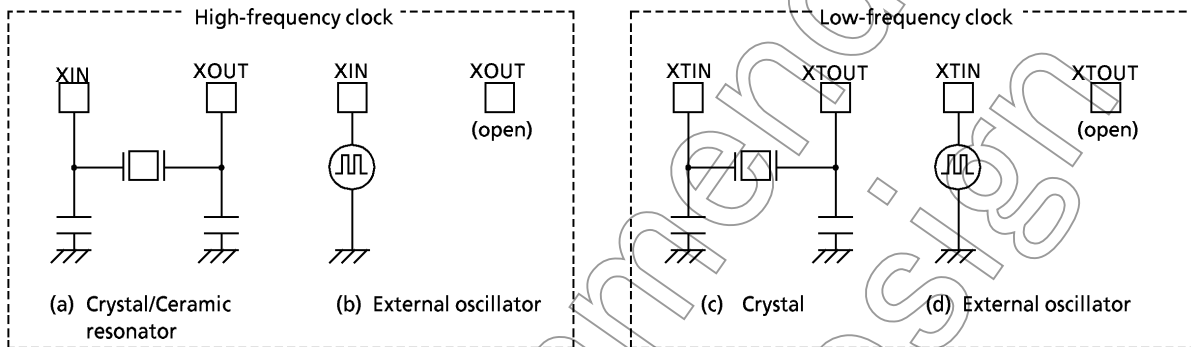 High-frequency clock
Low-frequency clock
XIN XOUT XIN XOUT
XTIN XTOUT XTIN XTOUT
(open)
(open)
(a) Crystal/Ceramic resonator
(b) External oscillator
(c) Crystal
(d) External oscillator